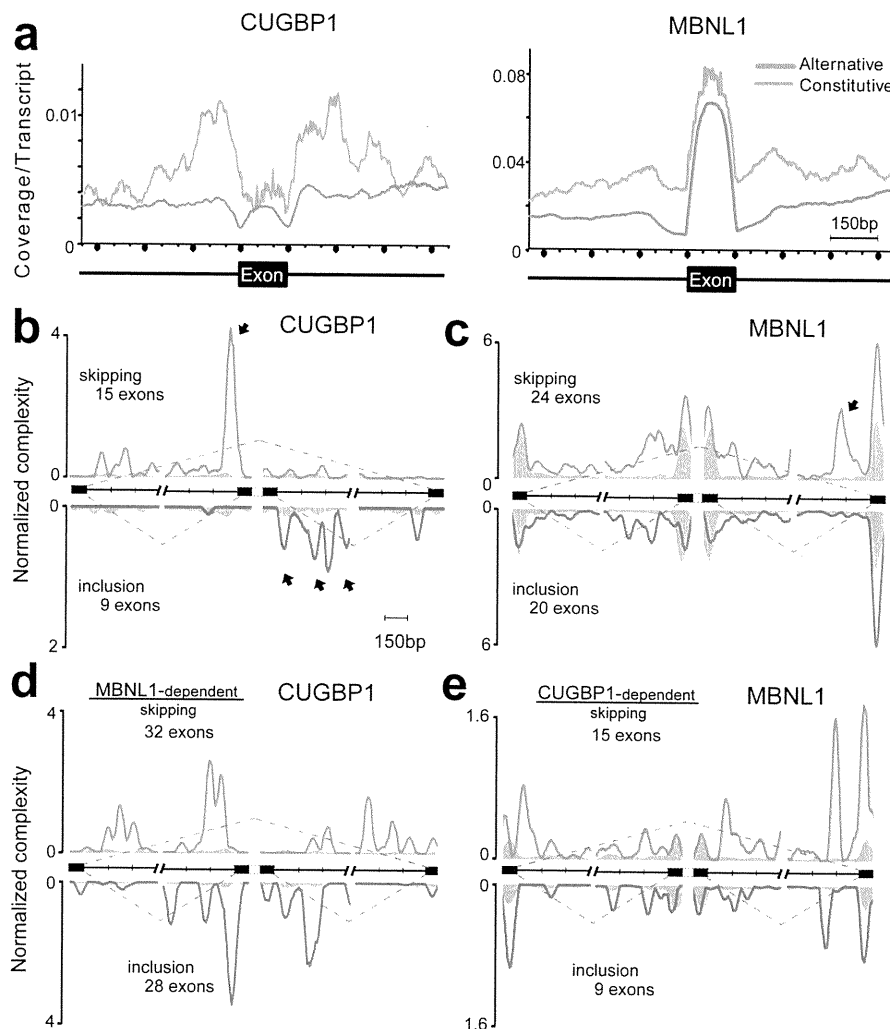 a
CUGBP1
MBNL1
Coverage/Transcript
0.01
0
0.08
0.04
0
Alternative
Constitutive
150bp
Exon
Exon
b
CUGBP1
Normalized complexity
4
0
0
2
skipping
15 exons
inclusion
9 exons
150bp
c
MBNL1
6
0
0
6
skipping
24 exons
inclusion
20 exons
d
MBNL1-dependent
CUGBP1
skipping
32 exons
Normalized complexity
4
0
0
4
inclusion
28 exons
e
CUGBP1-dependent
MBNL1
skipping
15 exons
1.6
0
0
1.6
inclusion
9 exons